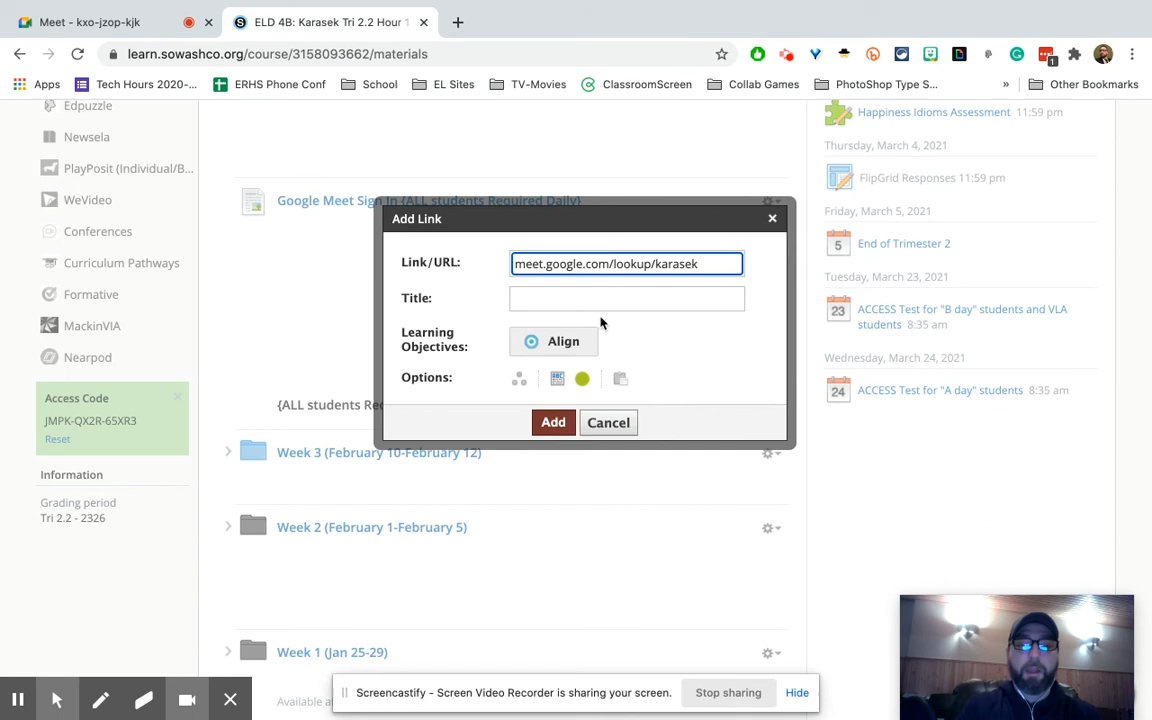 Meet - kxo-jzop-kjk
ELD 4B: Karasek Tri 2.2 Hour 1
learn.sowashco.org/course/3158093662/materials
Apps
Tech Hours 2020-...
ERHS Phone Conf
School
EL Sites
TV-Movies
ClassroomScreen
Collab Games
PhotoShop Type S...
»
Other Bookmarks
Edpuzzle
Newsela
PlayPosit (Individual/B...
WeVideo
Conferences
Curriculum Pathways
Formative
MackinVIA
Nearpod
Access Code
JMPK-QX2R-65XR3
Reset
Information
Grading period
Tri 2.2 - 2326
Google Meet Sign In {ALL students Required Daily}
Add Link
Link/URL:
meet.google.com/lookup/karasek
Title:
Learning
Objectives:
Align
Options:
Add
Cancel
{ALL students Req
Week 3 (February 10-February 12)
Week 2 (February 1-February 5)
Week 1 (Jan 25-29)
Available a
Happiness Idioms Assessment 11:59 pm
Thursday, March 4, 2021
FlipGrid Responses 11:59 pm
Friday, March 5, 2021
5
End of Trimester 2
Tuesday, March 23, 2021
23
ACCESS Test for "B day" students and VLA
students 8:35 am
Wednesday, March 24, 2021
24
ACCESS Test for "A day" students 8:35 am
Screencastify - Screen Video Recorder is sharing your screen.
Stop sharing
Hide